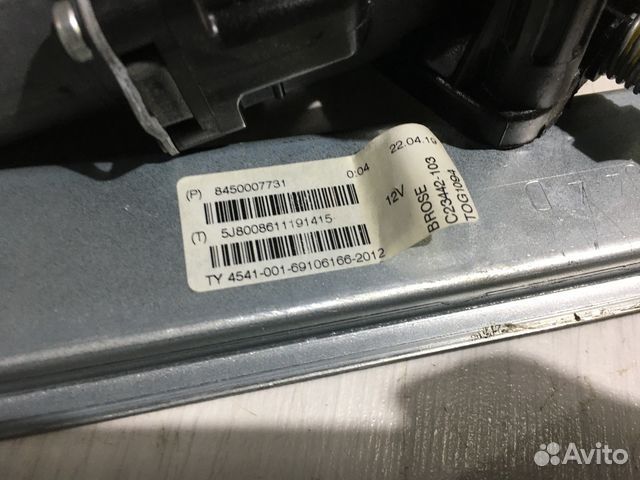 (P) 8450007731 0:04 22.04.19
(T) 5J8008611191415
12V
TY 4541-001-69106166-2012
BROSE
C23442-103
TOG1094
Avito